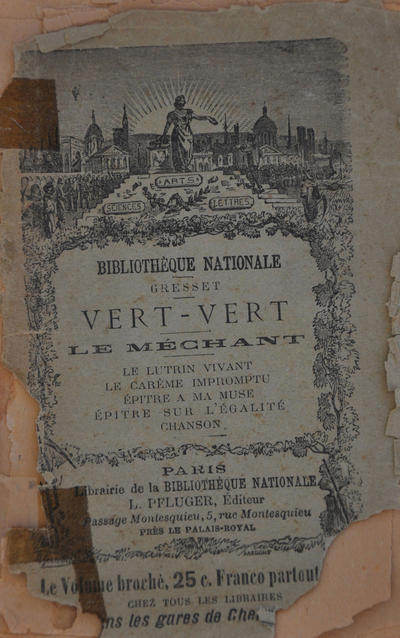 ARTS
SCIENCES
LETTRES
BIBLIOTHÈQUE NATIONALE
GRESSET
VERT-VERT
LE MÉCHANT
LE LUTRIN VIVANT
LE CARÊME IMPROMPTU
ÉPITRE A MA MUSE
ÉPITRE SUR L'ÉGALITÉ
CHANSON
PARIS
Librairie de la BIBLIOTHÈQUE NATIONALE
L. PFLUGER, Éditeur
Passage Montesquieu, 5, rue Montesquieu
PRÈS LE PALAIS-ROYAL
Le Volume broché, 25 c. Franco partout
CHEZ TOUS LES LIBRAIRES
ns les gares de Che